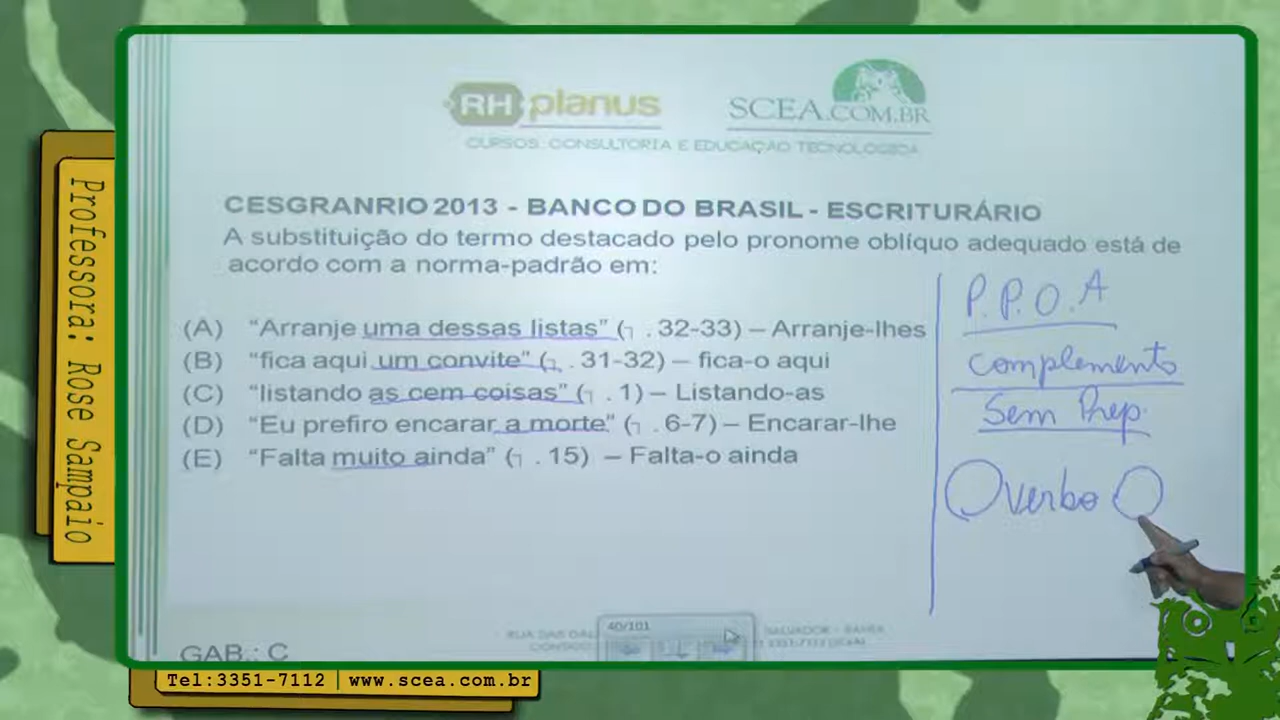 RH planus
SCEA.COM.BR
CURSOS, CONSULTORIA E EDUCAÇÃO TECNOLÓGICA
CESGRANRIO 2013 - BANCO DO BRASIL - ESCRITURÁRIO
A substituição do termo destacado pelo pronome oblíquo adequado está de
acordo com a norma-padrão em:
(A) “Arranje uma dessas listas” (ı . 32-33) – Arranje-lhes
(B) “fica aqui um convite” (ı . 31-32) – fica-o aqui
(C) “listando as cem coisas” (ı . 1) – Listando-as
(D) “Eu prefiro encarar a morte” (ı . 6-7) – Encarar-lhe
(E) “Falta muito ainda” (ı . 15) – Falta-o ainda
P.P.O.A
complemento
Sem Prep.
verbo
40/101
RUA DAS
SALVADOR - BAHIA
GAB.: C
Professora: Rose Sampaio
Tel:3351-7112 | www.scea.com.br